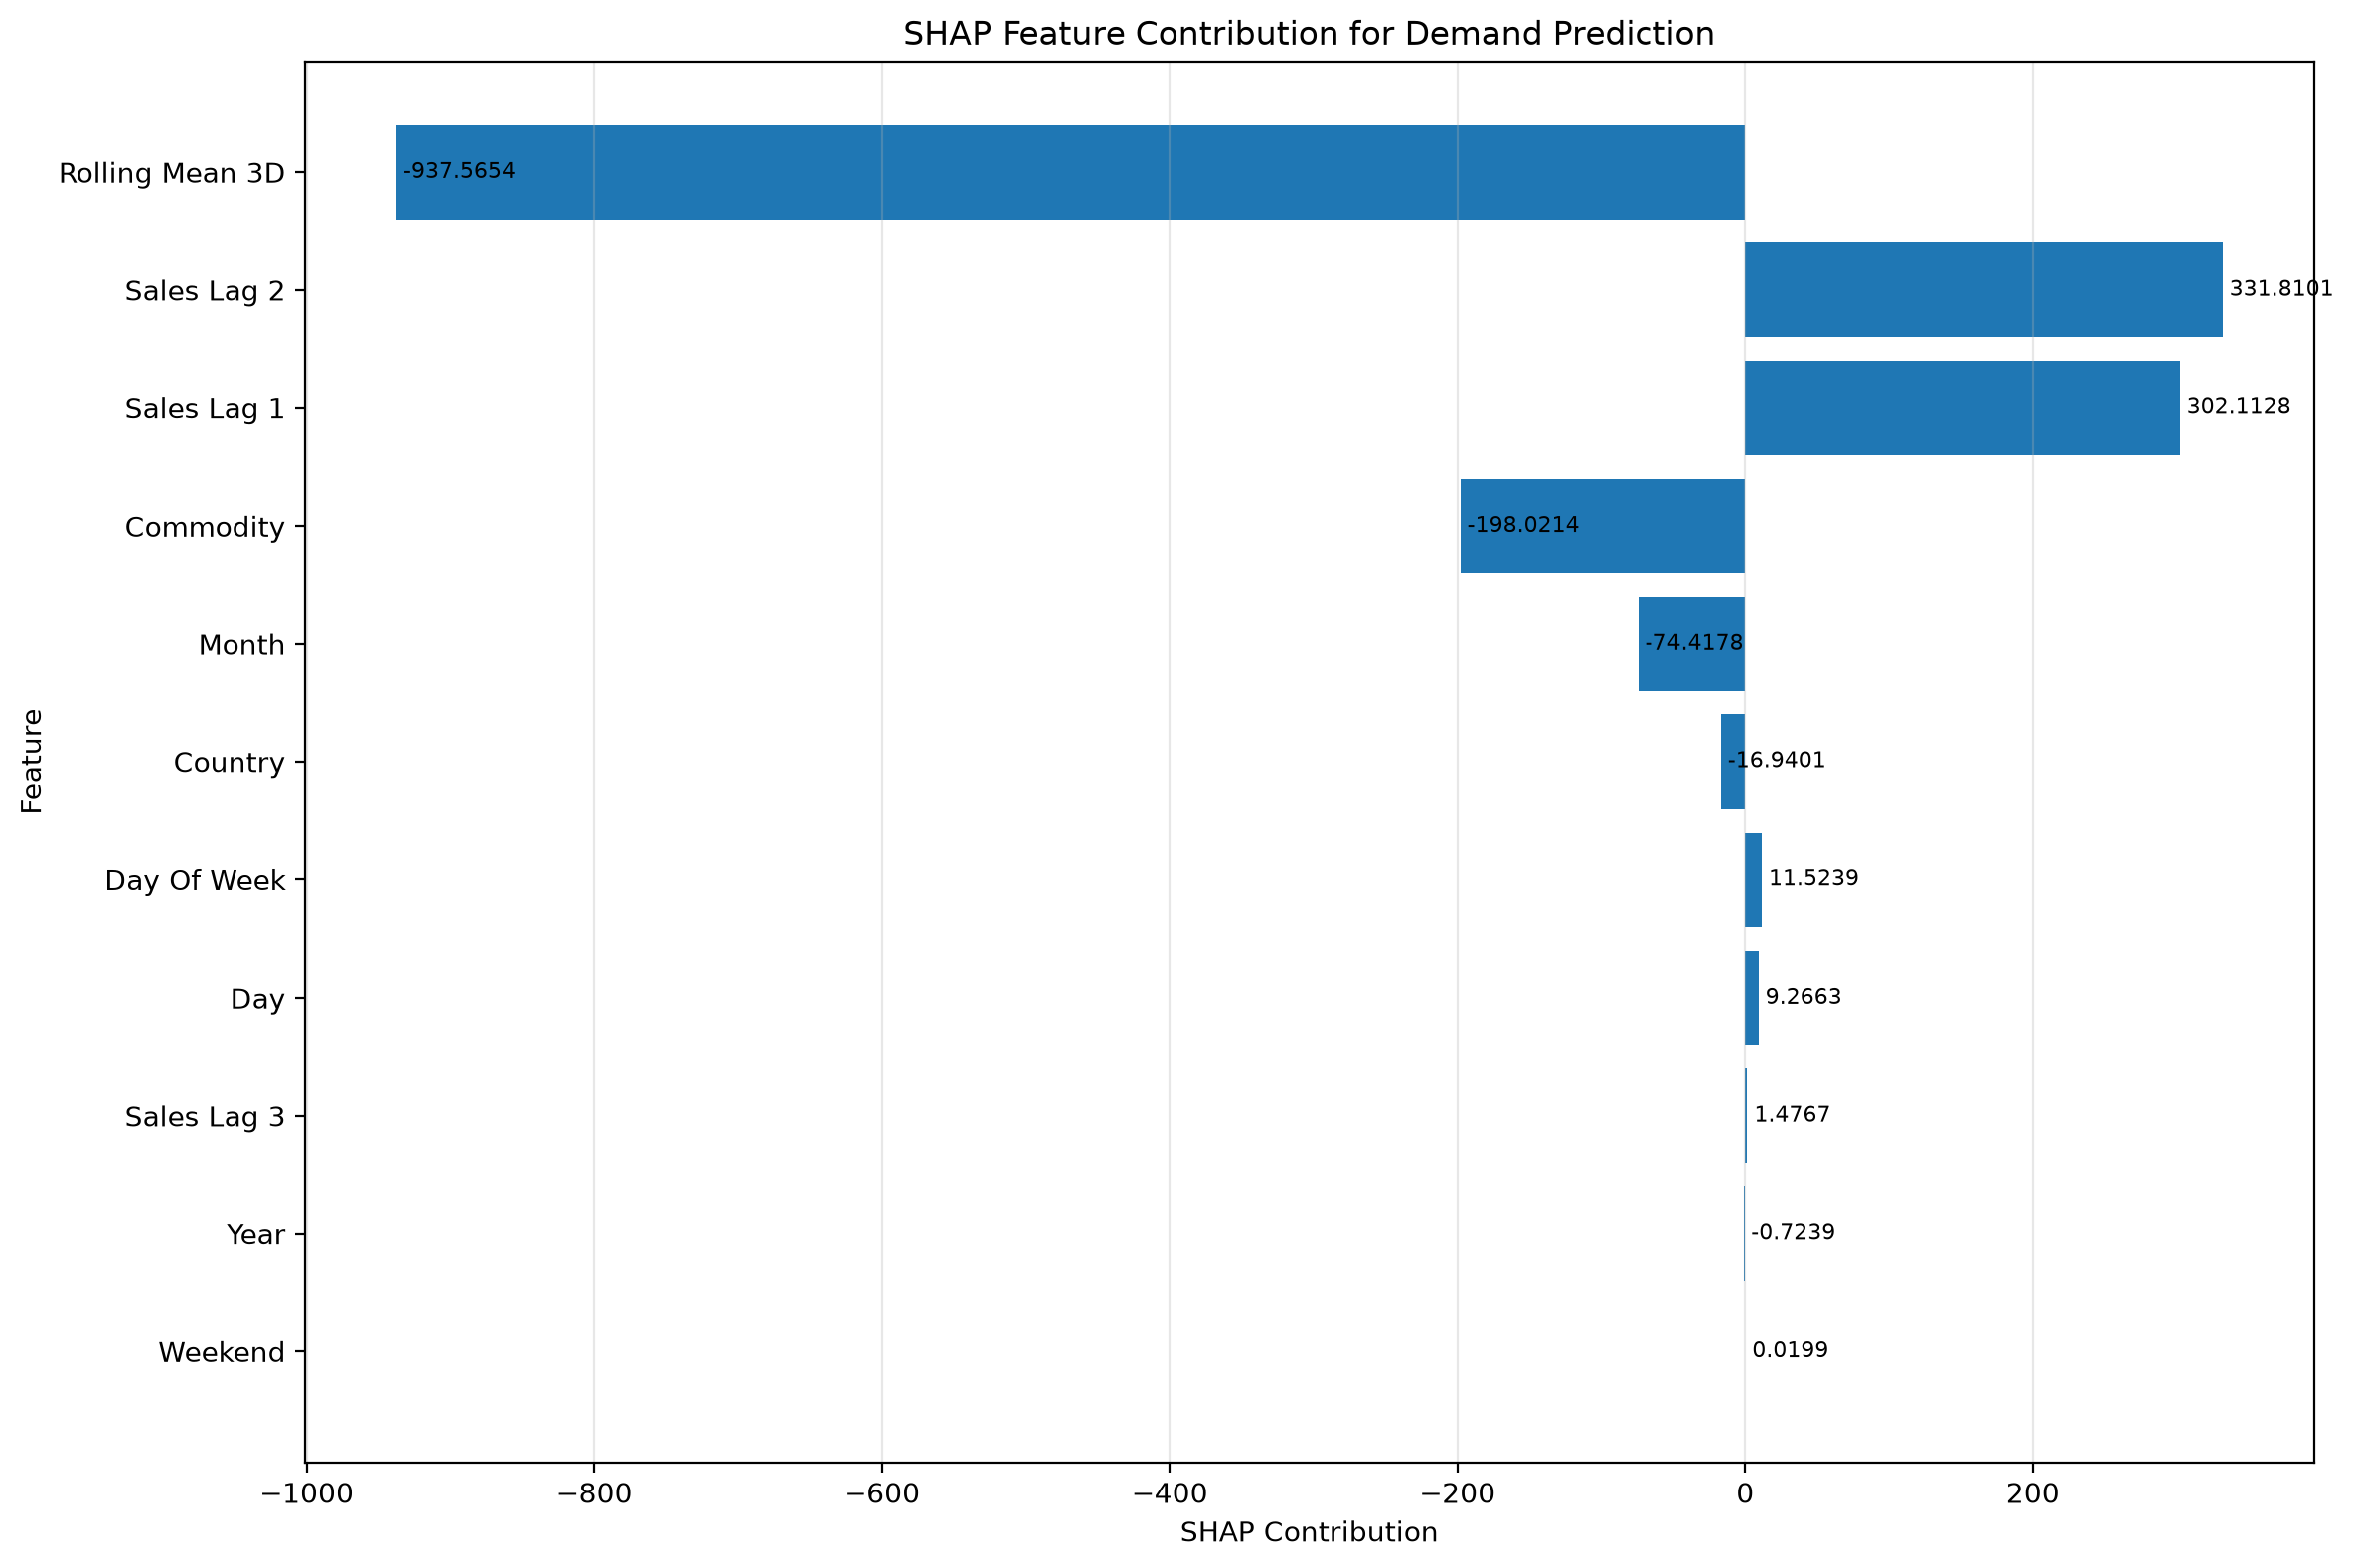 SHAP Feature Contribution for Demand Prediction
Rolling Mean 3D
-937.5654
Sales Lag 2
331.8101
Sales Lag 1
302.1128
Commodity
-198.0214
Month
-74.4178
Country
-16.9401
Day Of Week
11.5239
Day
9.2663
Sales Lag 3
1.4767
Year
-0.7239
Weekend
0.0199
Feature
−1000 −800 −600 −400 −200 0 200
SHAP Contribution